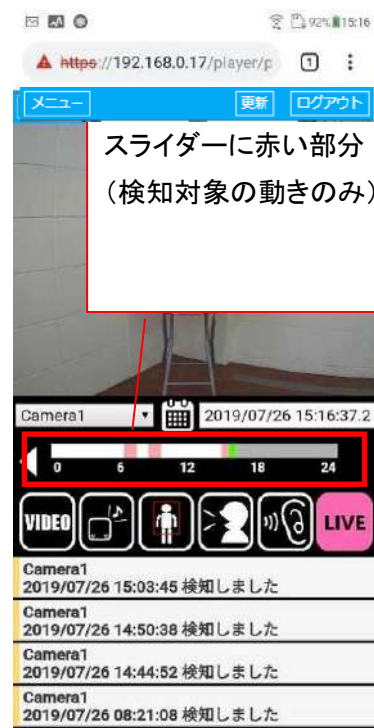 92% 15:16
https://192.168.0.17/player/p 1
メニュー 更新 ログアウト
スライダーに赤い部分
（検知対象の動きのみ）
Camera1 2019/07/26 15:16:37.2
0 6 12 18 24
VIDEO LIVE
Camera1
2019/07/26 15:03:45 検知しました
Camera1
2019/07/26 14:50:38 検知しました
Camera1
2019/07/26 14:44:52 検知しました
Camera1
2019/07/26 08:21:08 検知しました